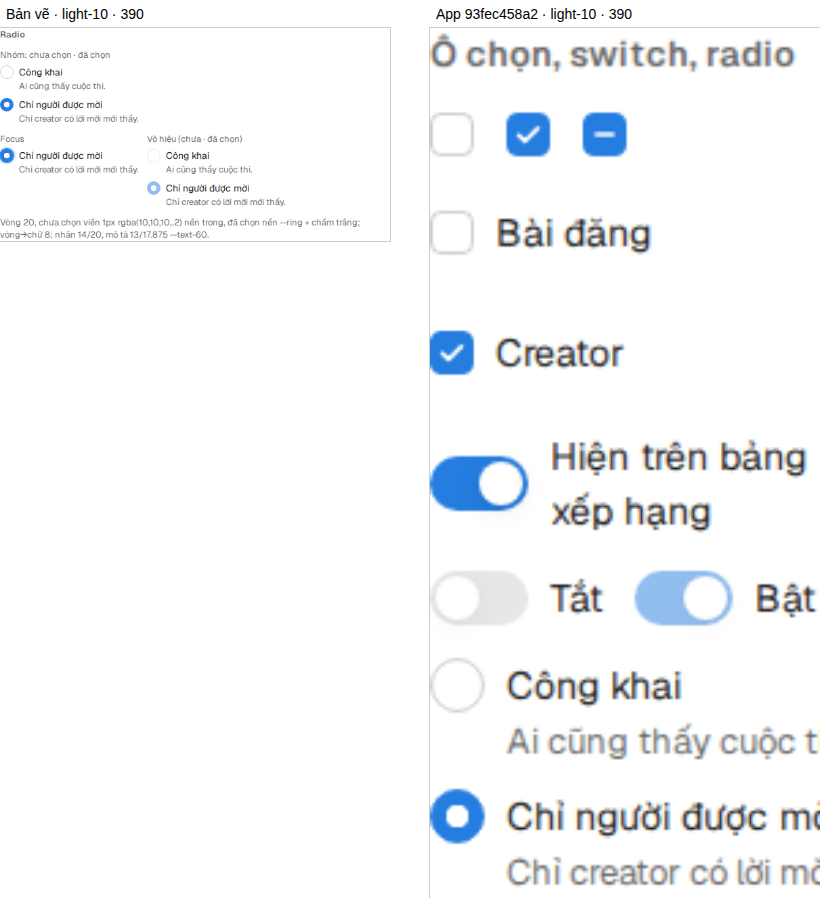 Bản vẽ · light-10 · 390
Radio
Nhóm: chưa chọn · đã chọn
Công khai
Ai cũng thấy cuộc thi.
Chỉ người được mời
Chỉ creator có lời mời mới thấy.
Focus
Chỉ người được mời
Chỉ creator có lời mời mới thấy.
Vô hiệu (chưa · đã chọn)
Công khai
Ai cũng thấy cuộc thi.
Chỉ người được mời
Chỉ creator có lời mời mới thấy.
Vòng 20, chưa chọn viền 1px rgba(10,10,10,.2) nền trong, đã chọn nền --ring + chấm trắng;
vòng→chữ 8; nhãn 14/20, mô tả 13/17.875 --text-60.
App 93fec458a2 · light-10 · 390
Ô chọn, switch, radio
Bài đăng
Creator
Hiện trên bảng
xếp hạng
Tắt
Bật
Công khai
Ai cũng thấy cuộc t
Chỉ người được mờ
Chỉ creator có lời mờ